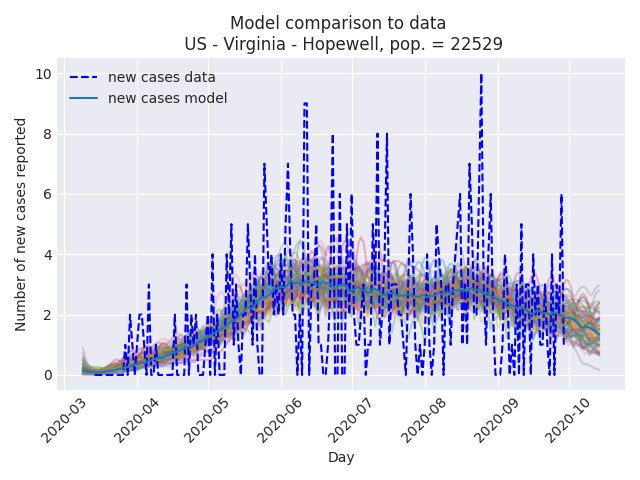 Model comparison to data
US - Virginia - Hopewell, pop. = 22529
new cases data
new cases model
Number of new cases reported
10
8
6
4
2
0
2020-03
2020-04
2020-05
2020-06
2020-07
2020-08
2020-09
2020-10
Day